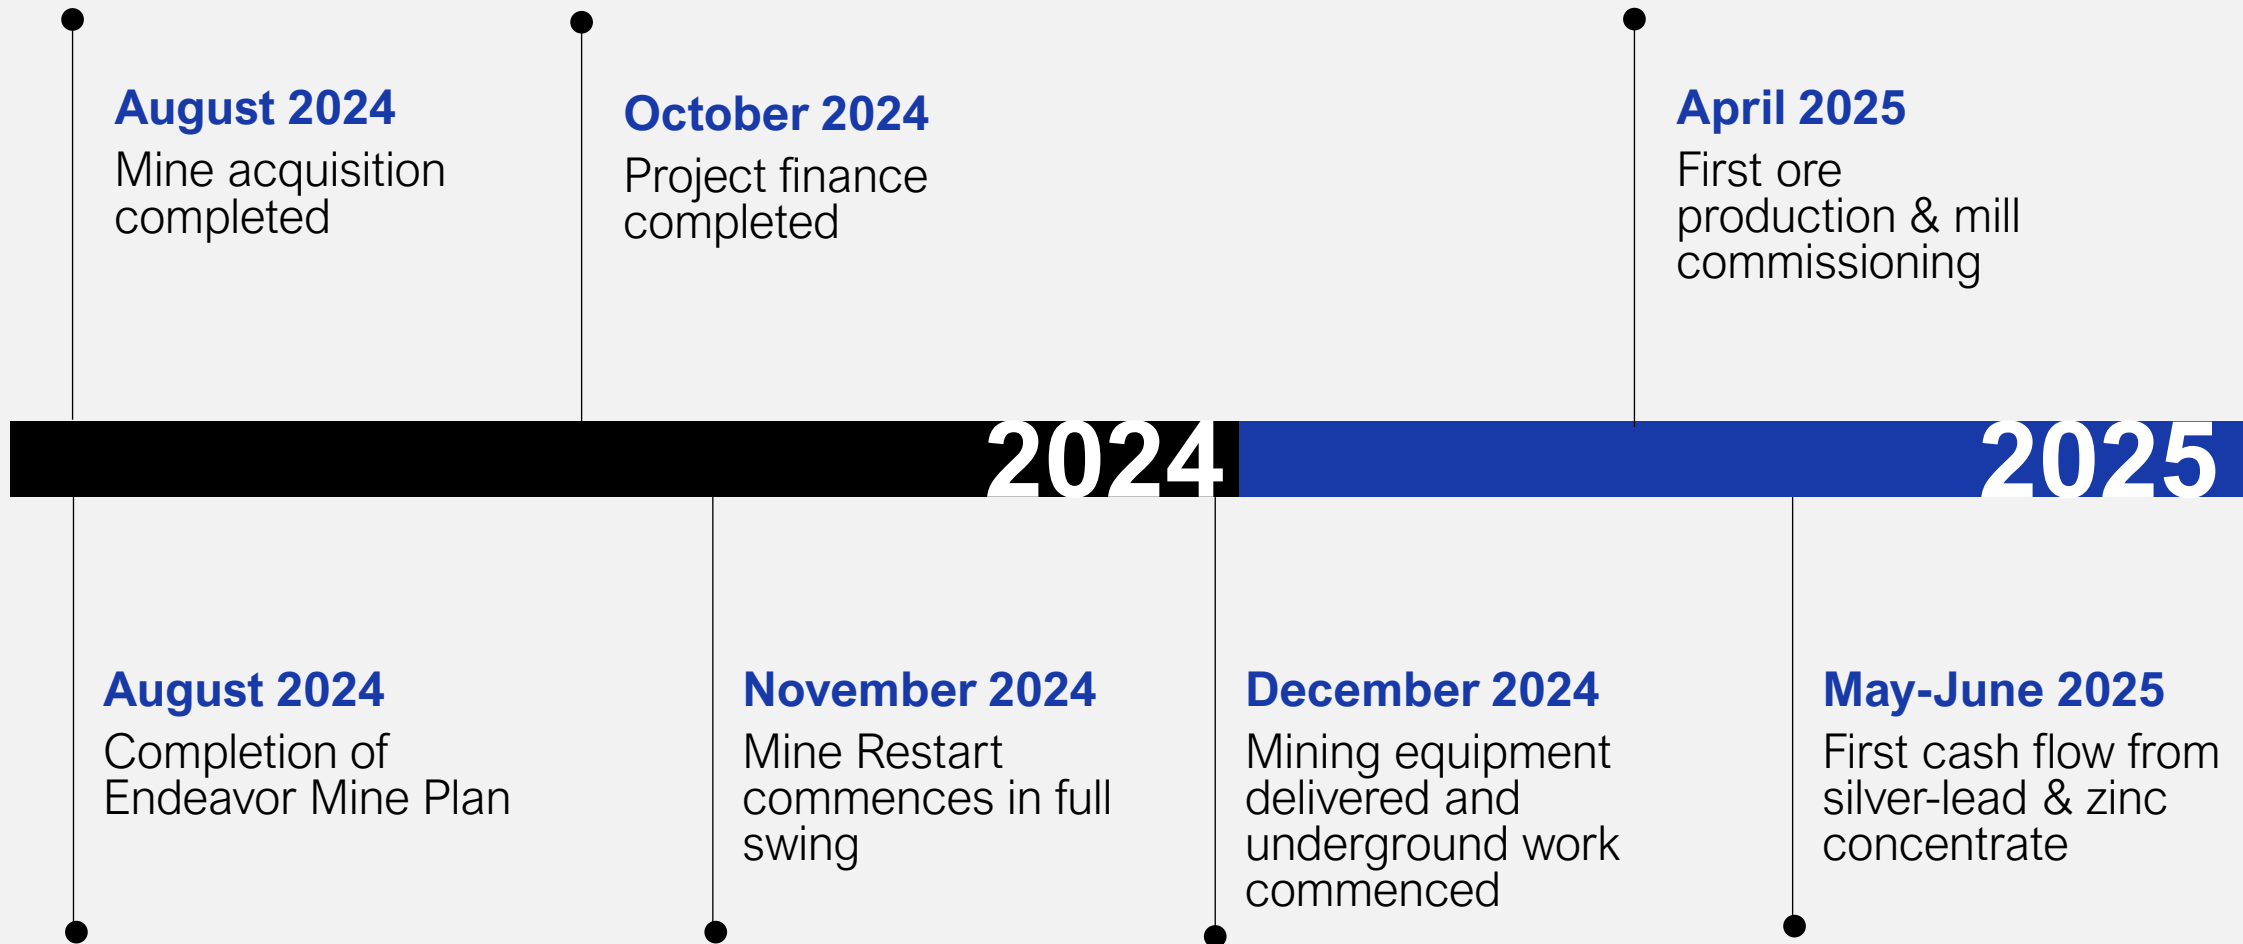 August 2024
Mine acquisition
completed
October 2024
Project finance
completed
April 2025
First ore
production & mill
commissioning
2024
2025
August 2024
Completion of
Endeavor Mine Plan
November 2024
Mine Restart
commences in full
swing
December 2024
Mining equipment
delivered and
underground work
commenced
May-June 2025
First cash flow from
silver-lead & zinc
concentrate